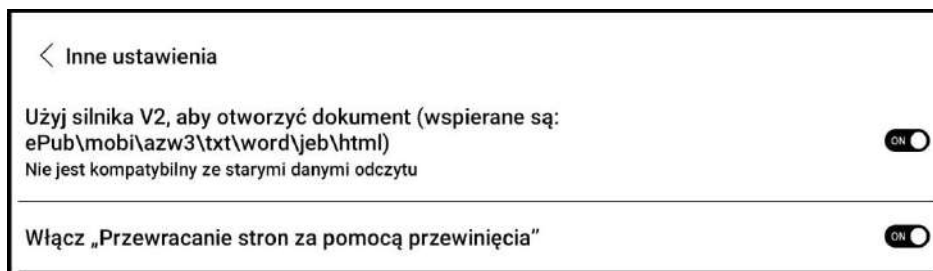 Inne ustawienia
Użyj silnika V2, aby otworzyć dokument (wspierane są:
ePub\mobi\azw3\txt\word\jeb\html)
ON
Nie jest kompatybilny ze starymi danymi odczytu
Włącz „Przewracanie stron za pomocą przewinięcia”
ON